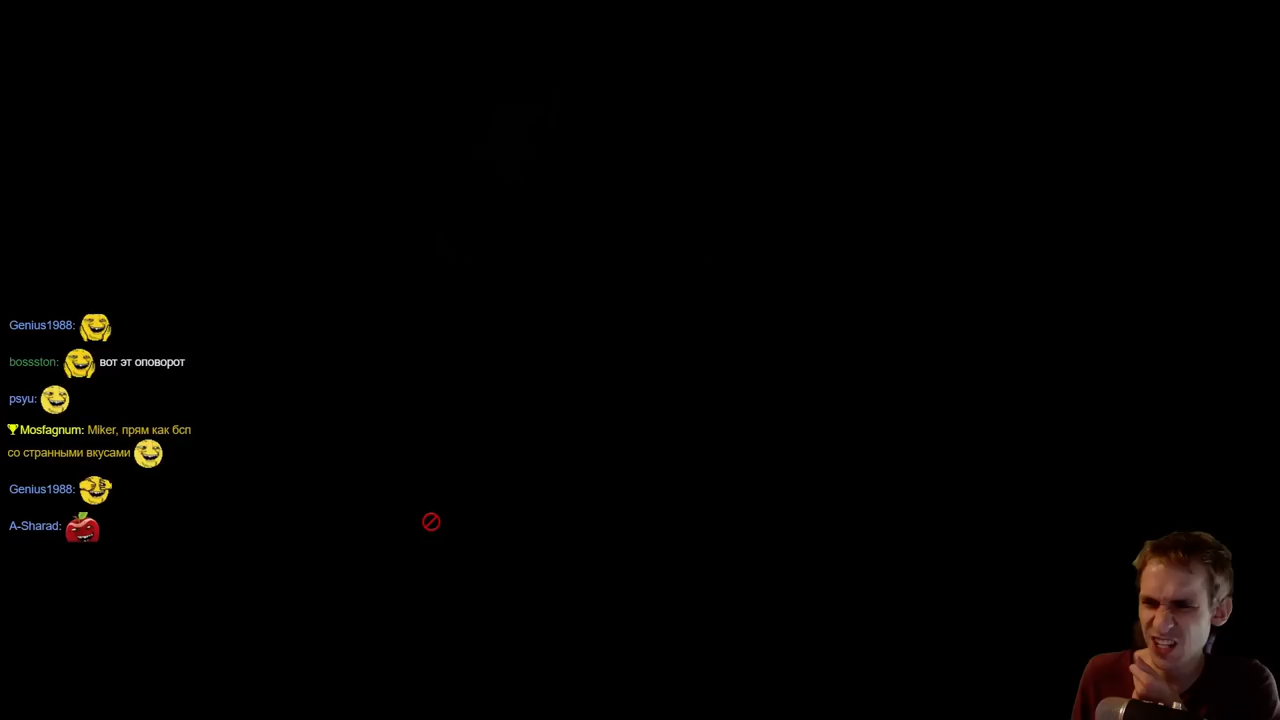 Genius1988:
bossston: вот эт оповорот
psyu:
Mosfagnum: Miker, прям как бсп
со странными вкусами
Genius1988:
A-Sharad: